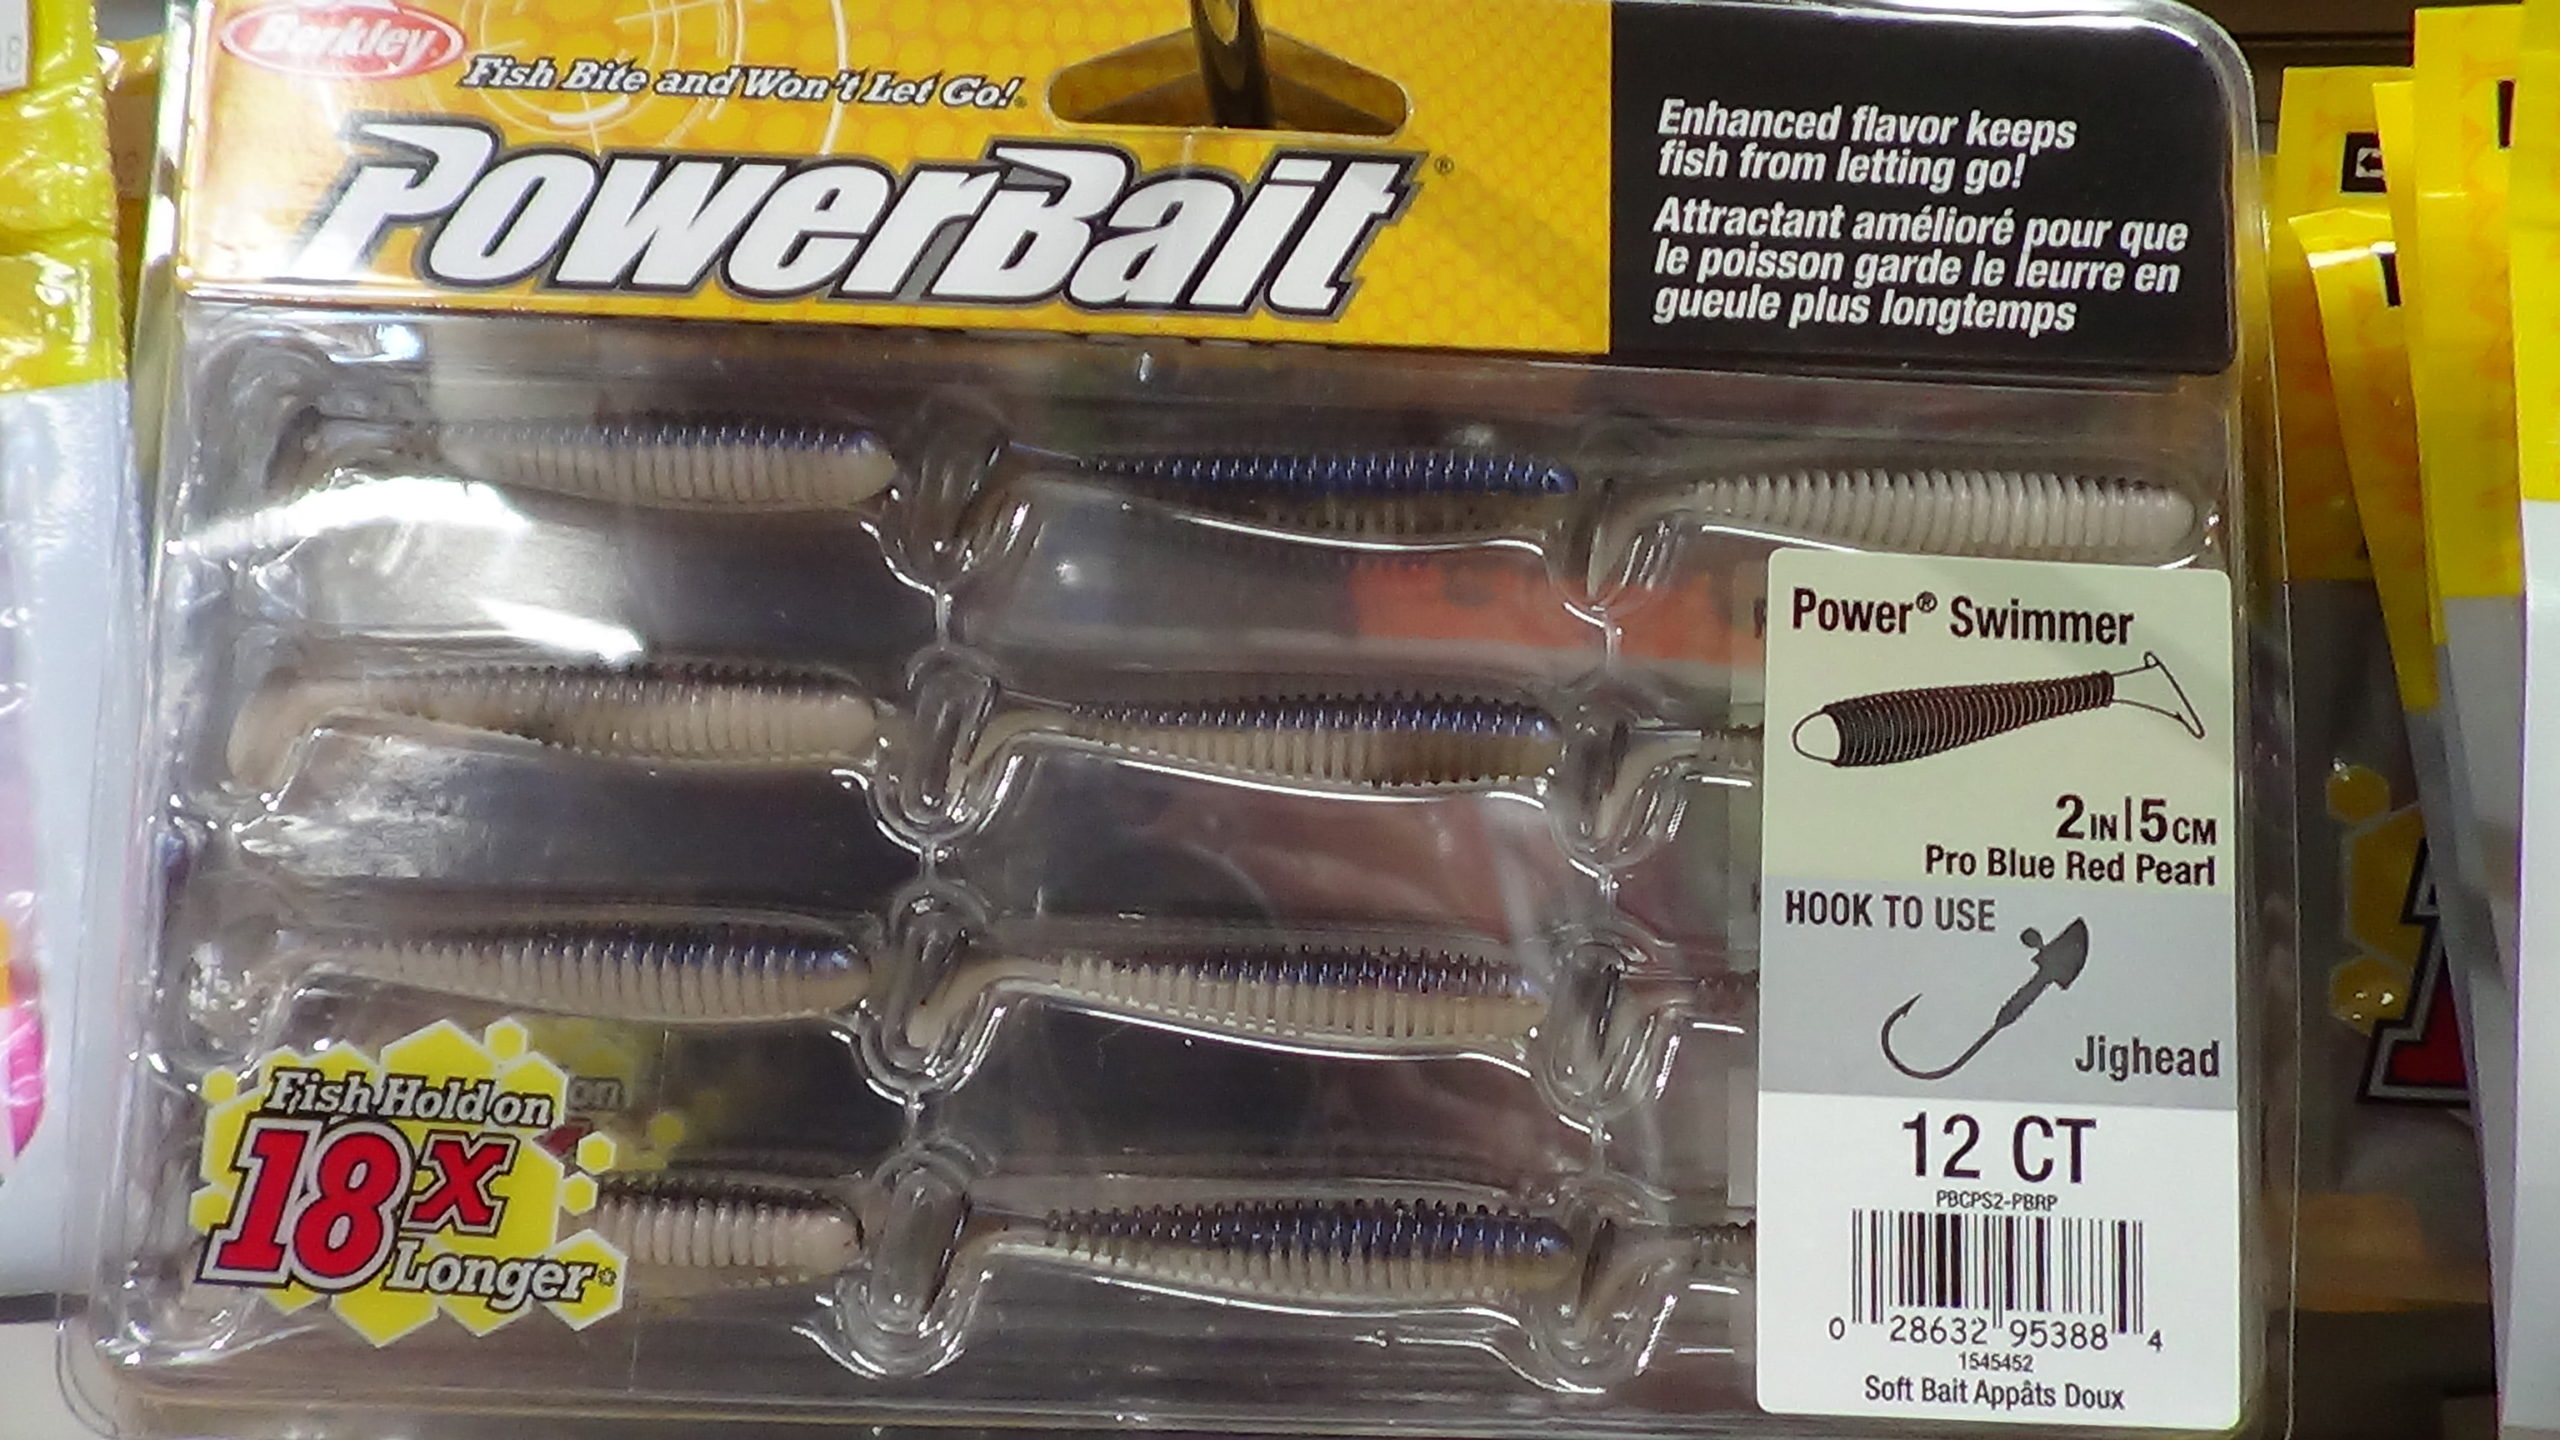 Berkley
Fish Bite and Won't Let Go!
PowerBait®
Enhanced flavor keeps
fish from letting go!
Attractant amélioré pour que
le poisson garde le leurre en
gueule plus longtemps
Power® Swimmer
2IN|5CM
Pro Blue Red Pearl
HOOK TO USE
Jighead
12 CT
PBCPS2-PBRP
0 28632 95388 4
1545452
Soft Bait Appâts Doux
Fish Hold on
18x
Longer*